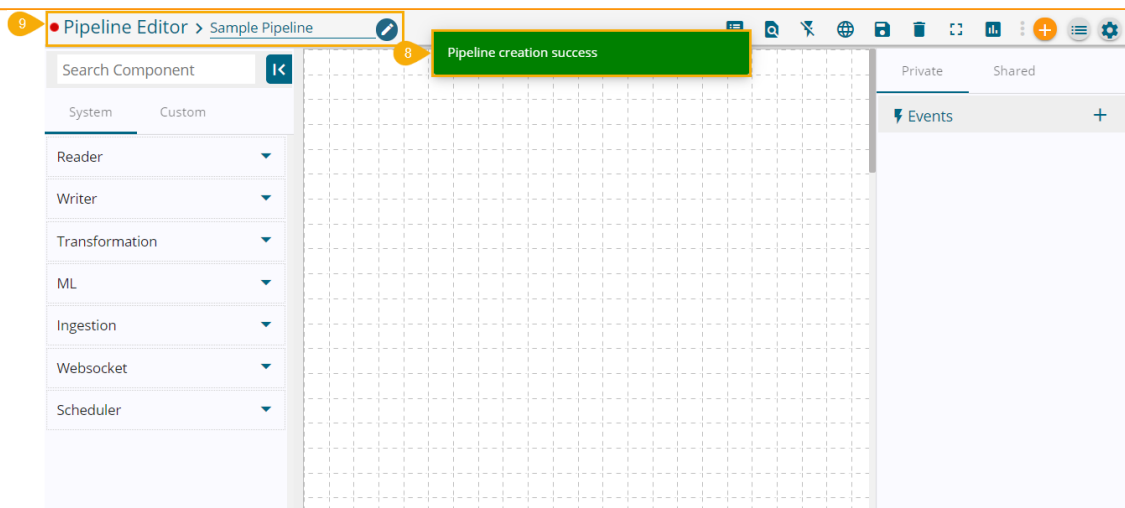 9
Pipeline Editor > Sample Pipeline
8
Pipeline creation success
Search Component
System Custom
Reader
Writer
Transformation
ML
Ingestion
Websocket
Scheduler
Private Shared
Events +